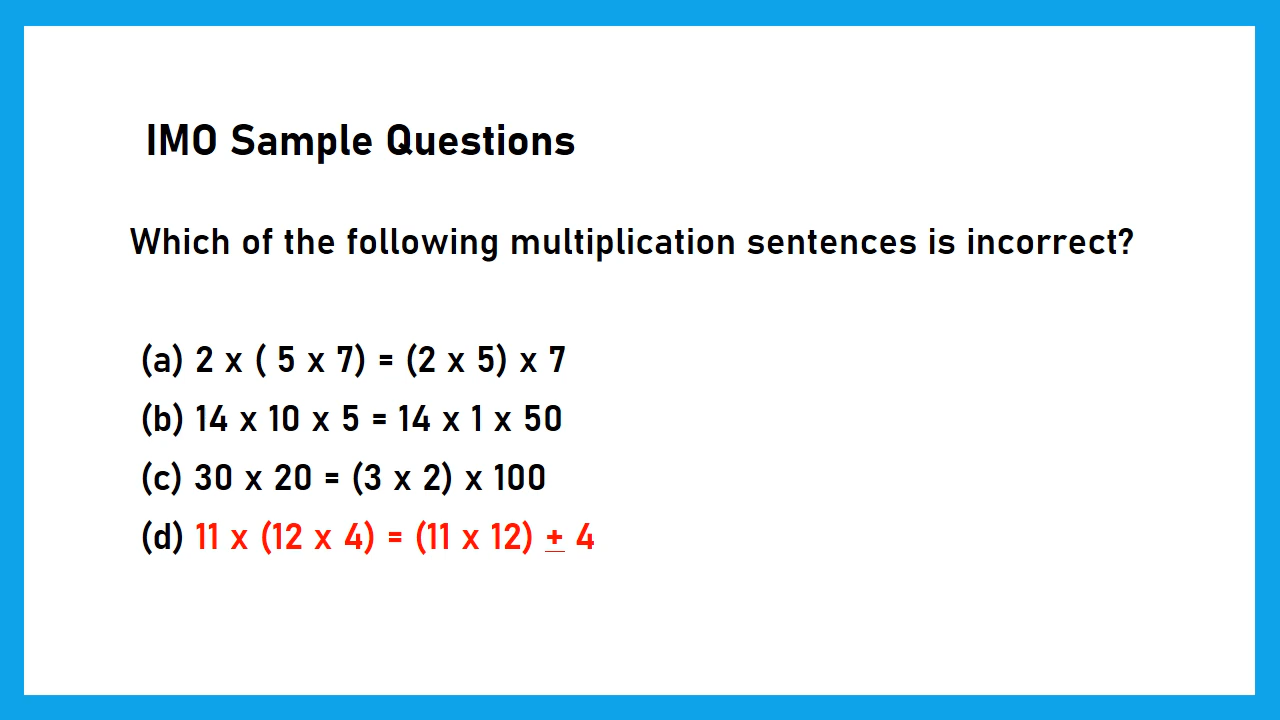 IMO Sample Questions
Which of the following multiplication sentences is incorrect?
(a) 2 x ( 5 x 7) = (2 x 5) x 7
(b) 14 x 10 x 5 = 14 x 1 x 50
(c) 30 x 20 = (3 x 2) x 100
(d) 11 x (12 x 4) = (11 x 12) + 4